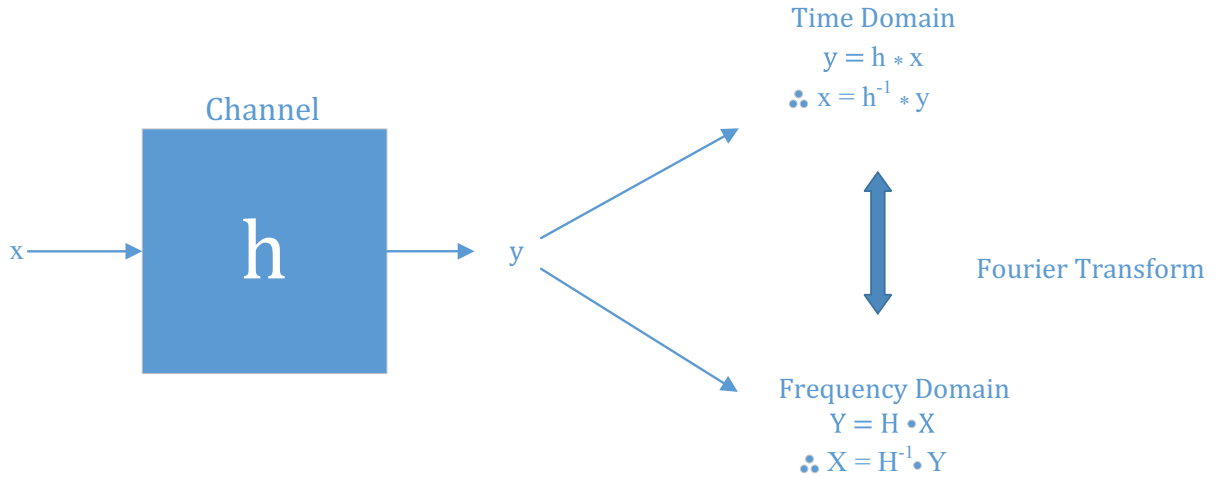 Time Domain
y = h * x
∴ x = h⁻¹ * y
Channel
h
x
y
Fourier Transform
Frequency Domain
Y = H •X
∴ X = H⁻¹• Y